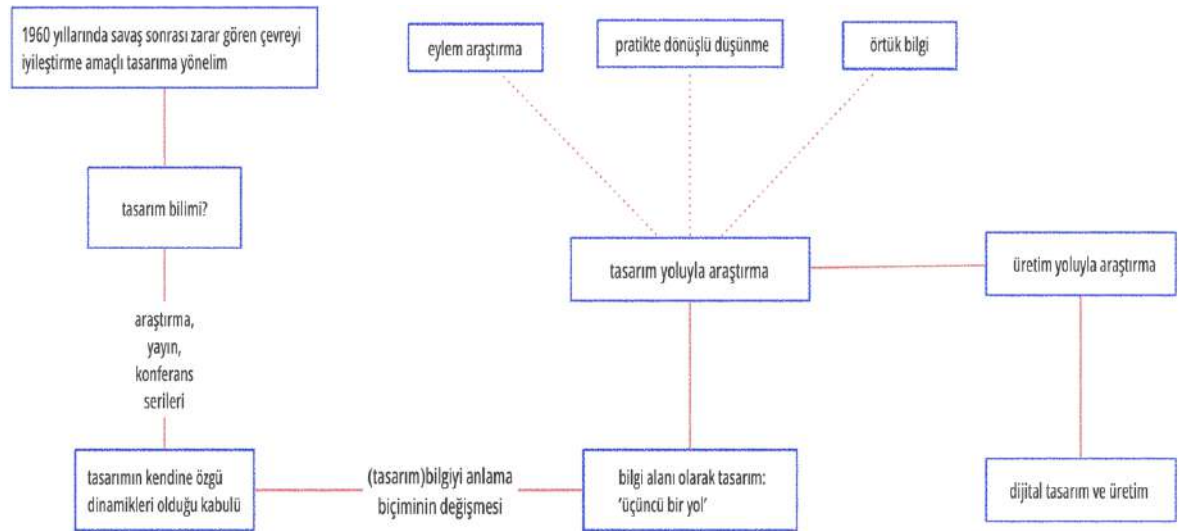 1960 yıllarında savaş sonrası zarar gören çevreyi
iyileştirme amaçlı tasarıma yönelim
tasarım bilimi?
araştırma,
yayın,
konferans
serileri
tasarımın kendine özgü
dinamikleri olduğu kabulü
(tasarım)bilgiyi anlama
biçiminin değişmesi
bilgi alanı olarak tasarım:
‘üçüncü bir yol’
tasarım yoluyla araştırma
eylem araştırma
pratikte dönüşlü düşünme
örtük bilgi
üretim yoluyla araştırma
dijital tasarım ve üretim